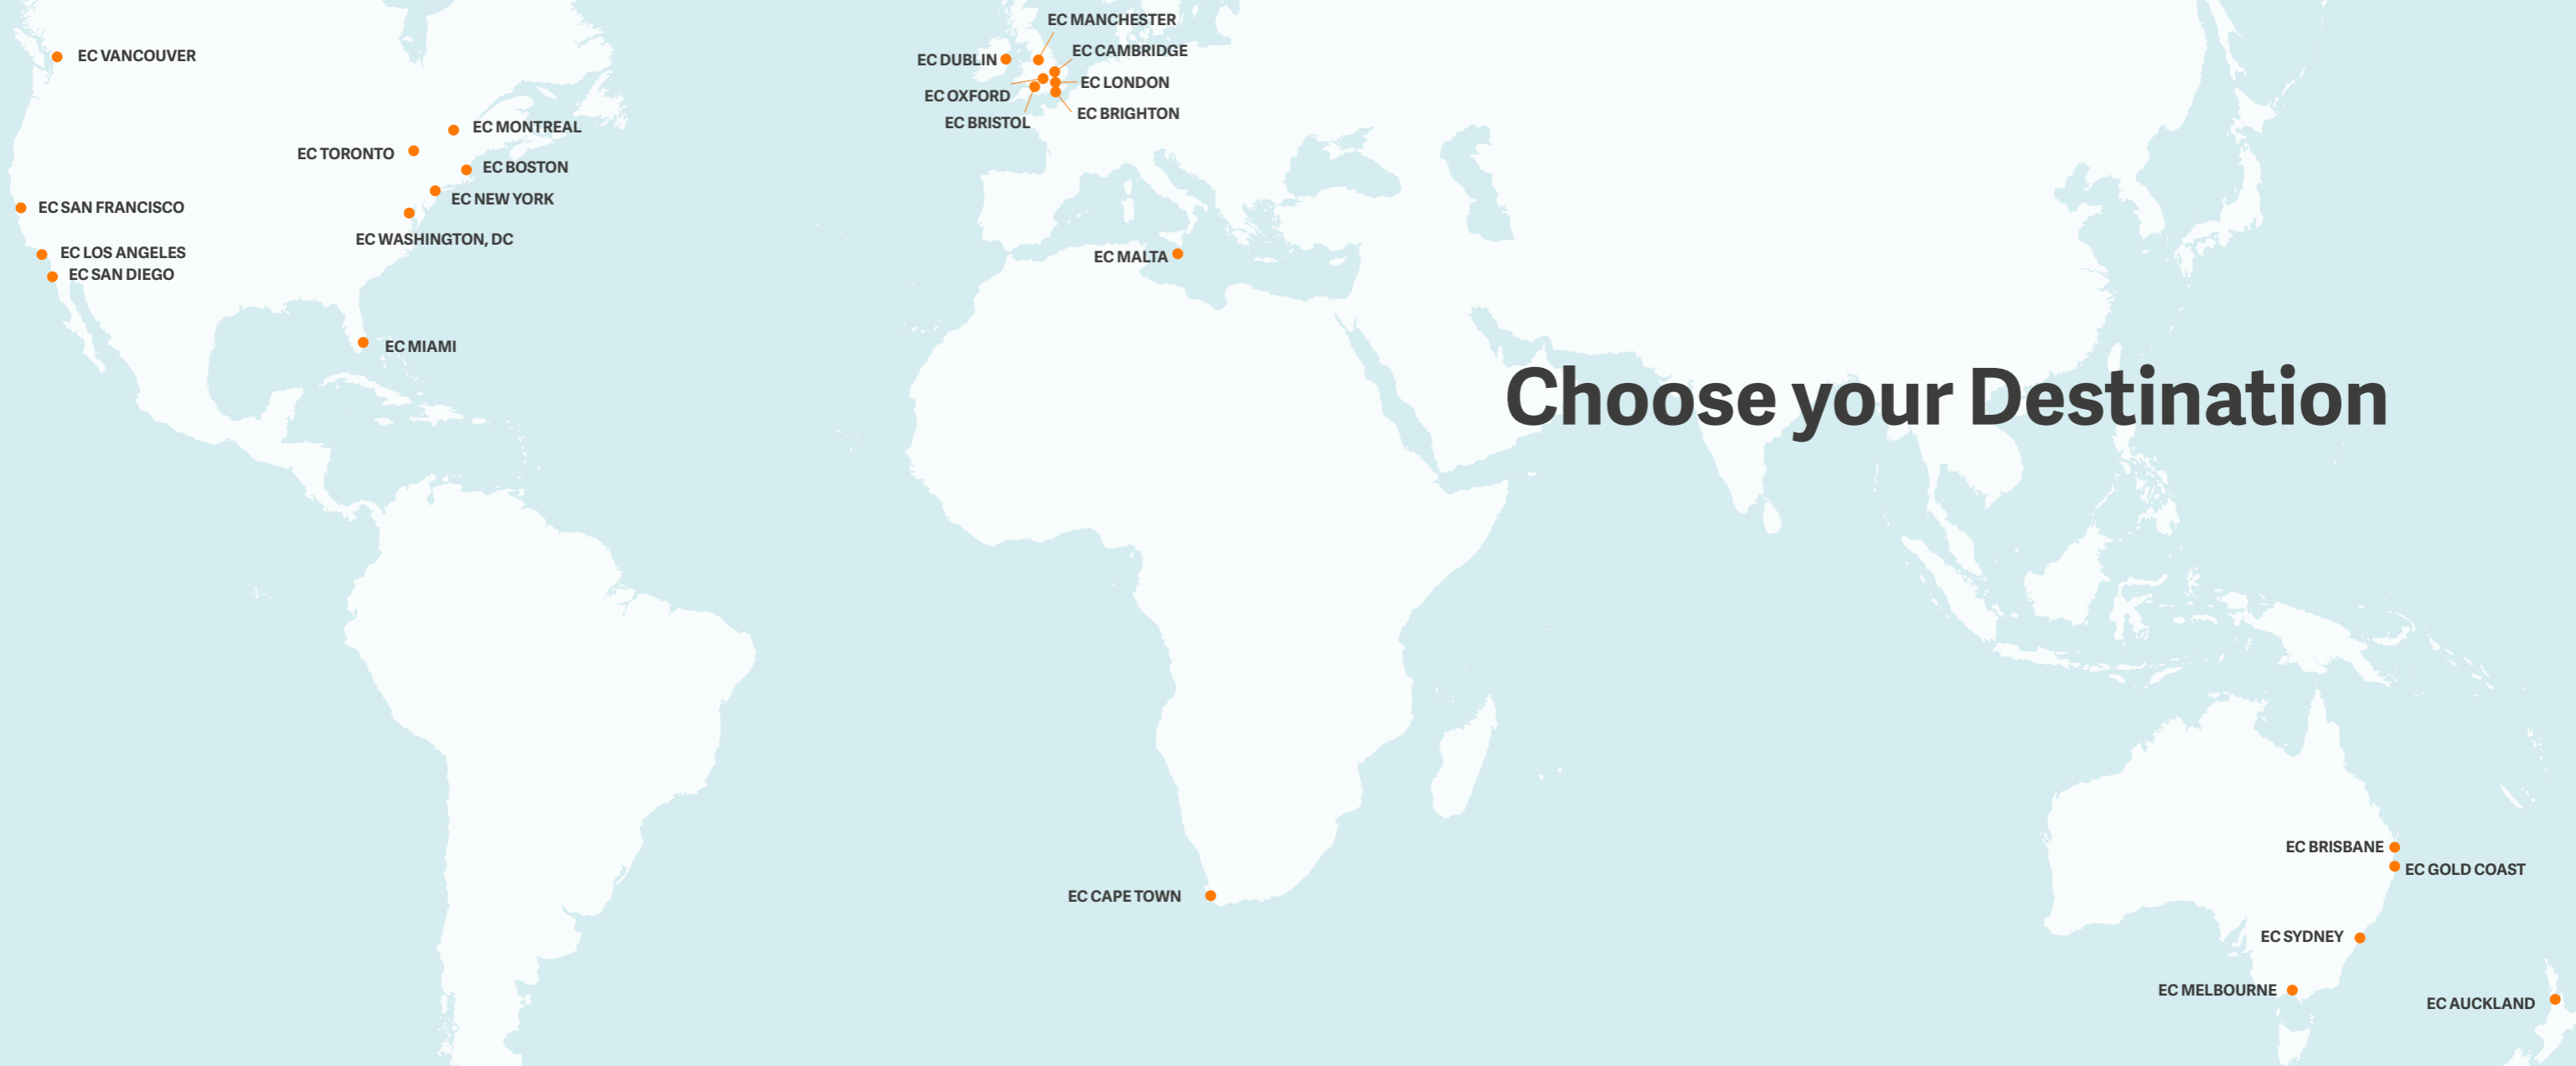 EC MANCHESTER
EC VANCOUVER
EC DUBLIN
EC CAMBRIDGE
EC LONDON
EC OXFORD
EC BRIGHTON
EC BRISTOL
EC MONTREAL
EC TORONTO
EC BOSTON
EC NEW YORK
EC SAN FRANCISCO
EC WASHINGTON, DC
EC LOS ANGELES
EC SAN DIEGO
EC MALTA
EC MIAMI
Choose your Destination
EC BRISBANE
EC GOLD COAST
EC CAPE TOWN
EC SYDNEY
EC MELBOURNE
EC AUCKLAND